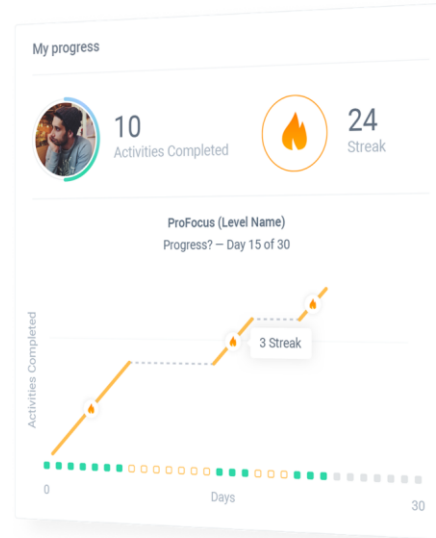 My progress
10
Activities Completed
24
Streak
ProFocus (Level Name)
Progress? — Day 15 of 30
Activities Completed
3 Streak
0
Days
30